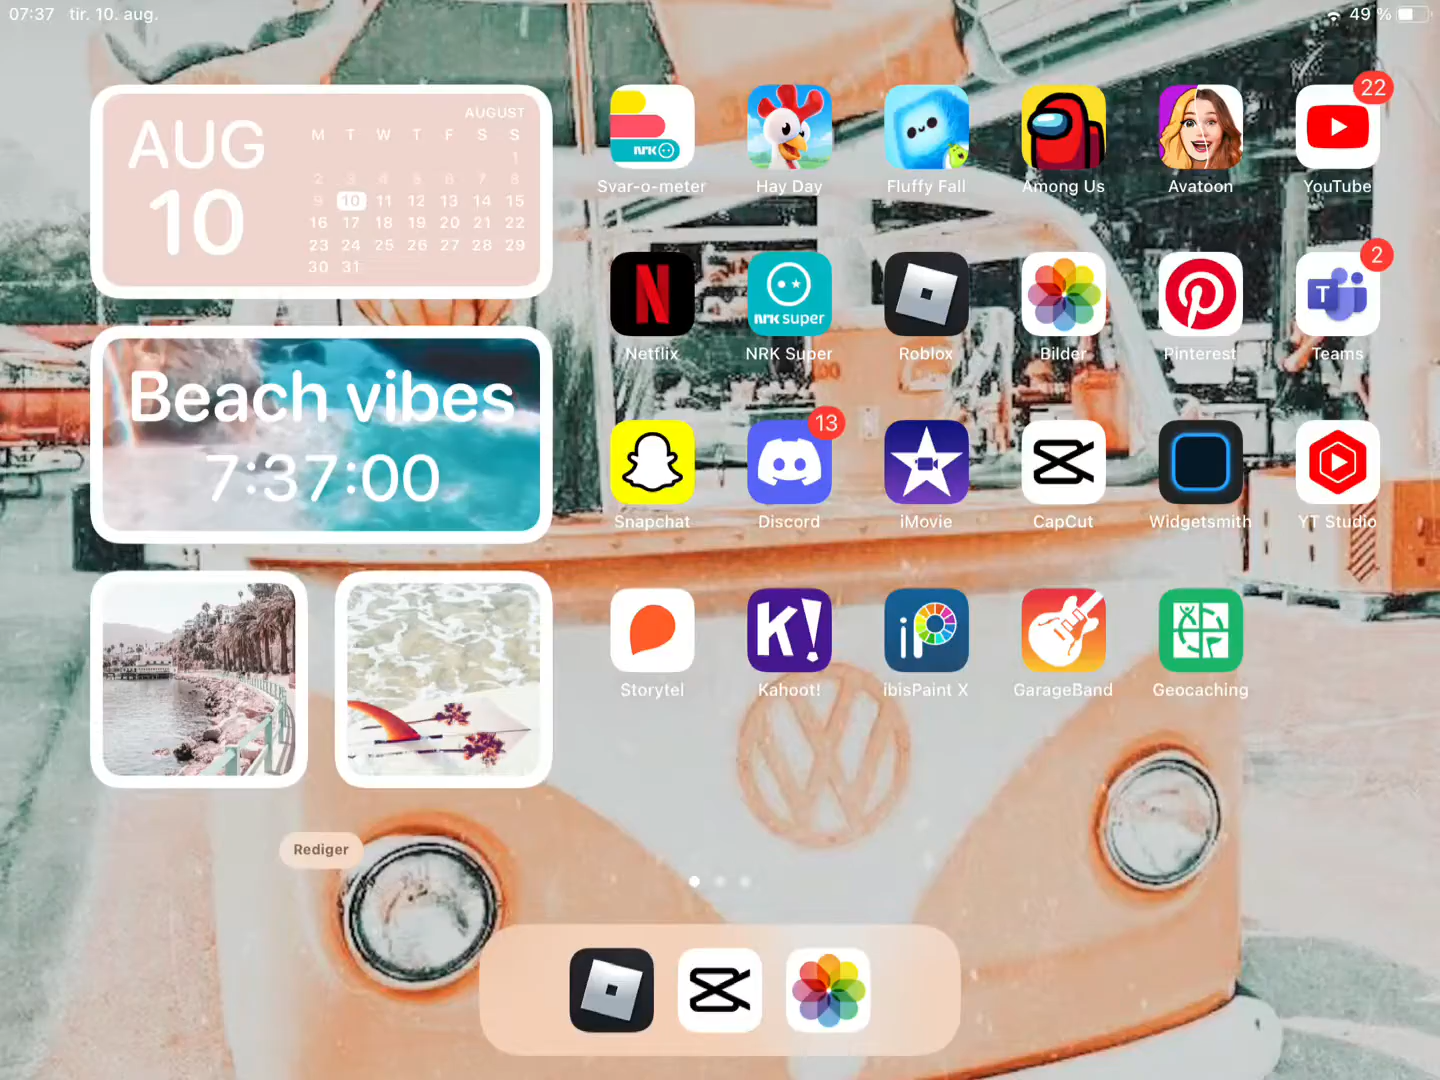 07:37 tir. 10. aug.
49 %
AUG
10
AUGUST
M T W T F S S
1
2 3 4 5 6 7 8
9 10 11 12 13 14 15
16 17 18 19 20 21 22
23 24 25 26 27 28 29
30 31
Beach vibes
7:37:00
Rediger
NRK
22
Svar-o-meter Hay Day Fluffy Fall Among Us Avatoon YouTube
N
NRK super
T
2
Netflix NRK Super Roblox Bilder Pinterest Teams
13
Snapchat Discord iMovie CapCut Widgetsmith YT Studio
K!
iP
Storytel Kahoot! ibisPaint X GarageBand Geocaching